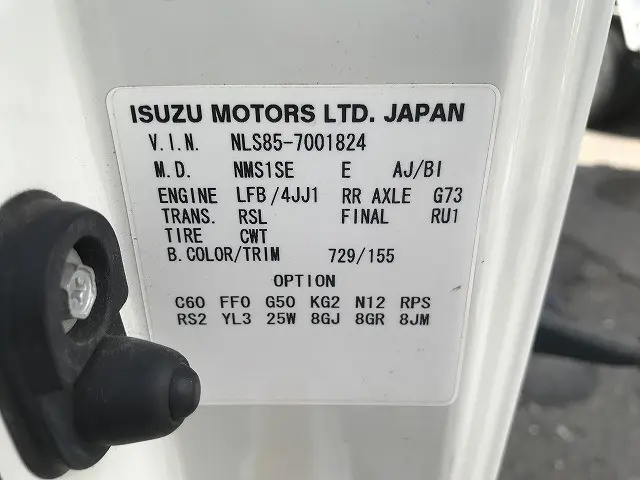 ISUZU MOTORS LTD. JAPAN
V.I.N. NLS85-7001824
M.D. NMS1SE E AJ/BI
ENGINE LFB/4JJ1 RR AXLE G73
TRANS. RSL FINAL RU1
TIRE CWT
B.COLOR/TRIM 729/155
OPTION
C60 FF0 G50 KG2 N12 RPS
RS2 YL3 25W 8GJ 8GR 8JM